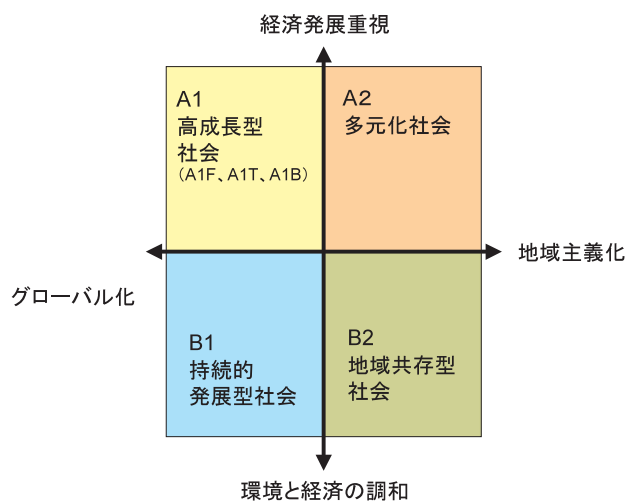 経済発展重視
A1
高成長型
社会
(A1F、A1T、A1B)
A2
多元化社会
地域主義化
グローバル化
B1
持続的
発展型社会
B2
地域共存型
社会
環境と経済の調和